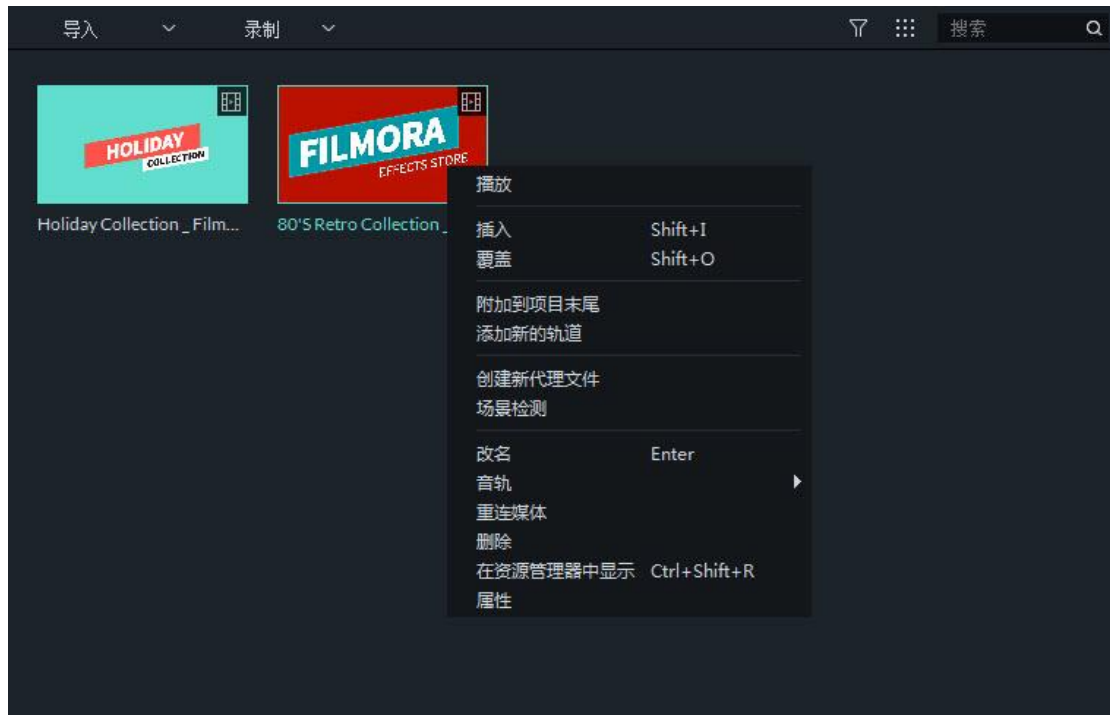 导入 录制 搜索
HOLIDAY
COLLECTION
FILMORA
EFFECTS STORE
Holiday Collection _ Film...
80'S Retro Collection _
播放
插入 Shift+I
覆盖 Shift+O
附加到项目末尾
添加新的轨道
创建新代理文件
场景检测
改名 Enter
音轨
重连媒体
删除
在资源管理器中显示 Ctrl+Shift+R
属性